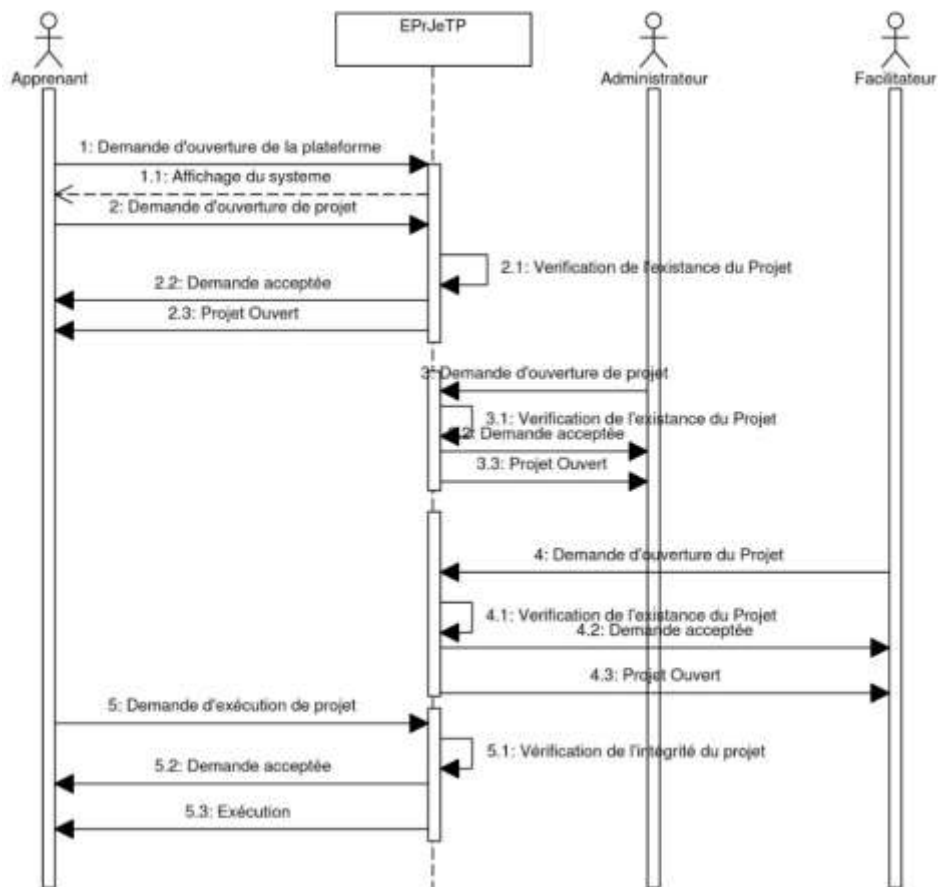 EPrJeTP
Apprenant
Administrateur
Facilitateur
1: Demande d'ouverture de la plateforme
1.1: Affichage du systeme
2: Demande d'ouverture de projet
2.1: Verification de l'existance du Projet
2.2: Demande acceptée
2.3: Projet Ouvert
3: Demande d'ouverture de projet
3.1: Verification de l'existance du Projet
3.2: Demande acceptée
3.3: Projet Ouvert
4: Demande d'ouverture du Projet
4.1: Verification de l'existance du Projet
4.2: Demande acceptée
4.3: Projet Ouvert
5: Demande d'exécution de projet
5.1: Vérification de l'intégrité du projet
5.2: Demande acceptée
5.3: Exécution